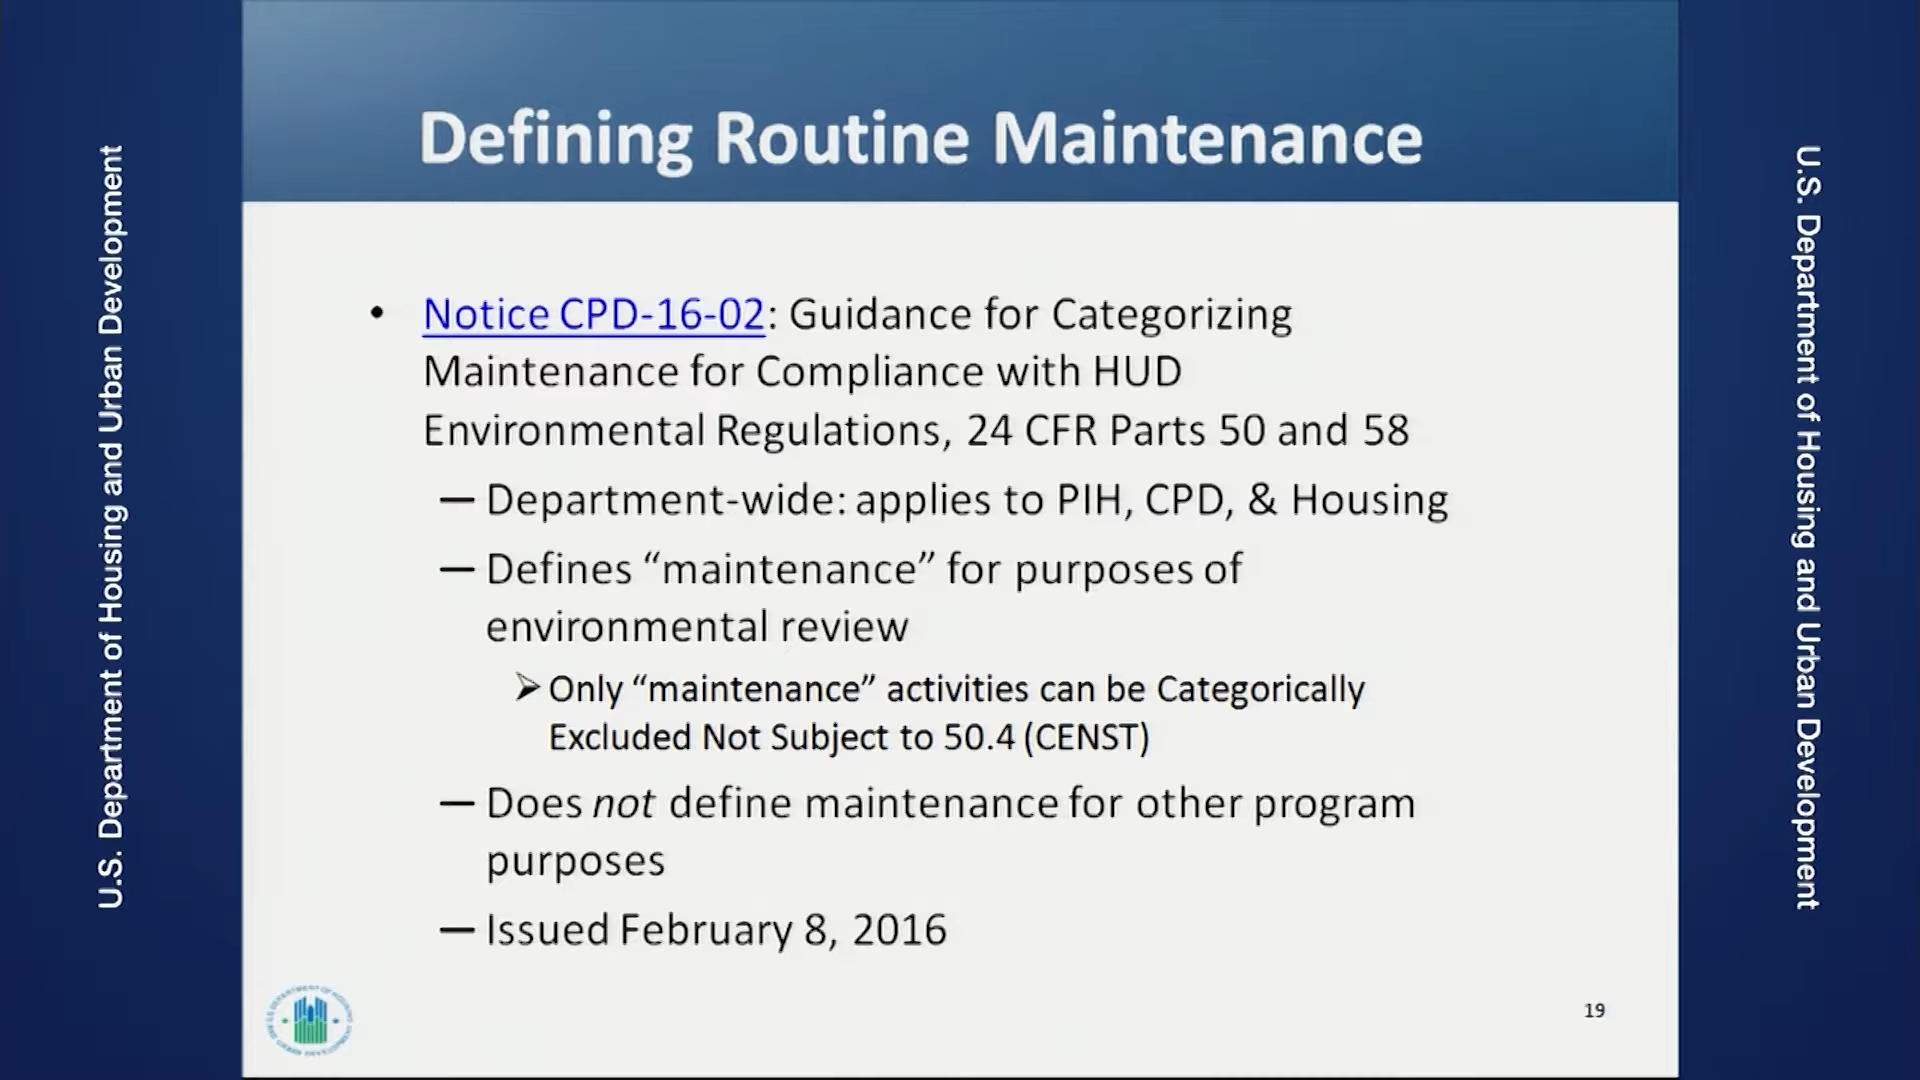 Defining Routine Maintenance
• Notice CPD-16-02: Guidance for Categorizing
Maintenance for Compliance with HUD
Environmental Regulations, 24 CFR Parts 50 and 58
— Department-wide: applies to PIH, CPD, & Housing
— Defines “maintenance” for purposes of
environmental review
➢ Only “maintenance” activities can be Categorically
Excluded Not Subject to 50.4 (CENST)
— Does not define maintenance for other program
purposes
— Issued February 8, 2016
19
U.S. Department of Housing and Urban Development
U.S. Department of Housing and Urban Development